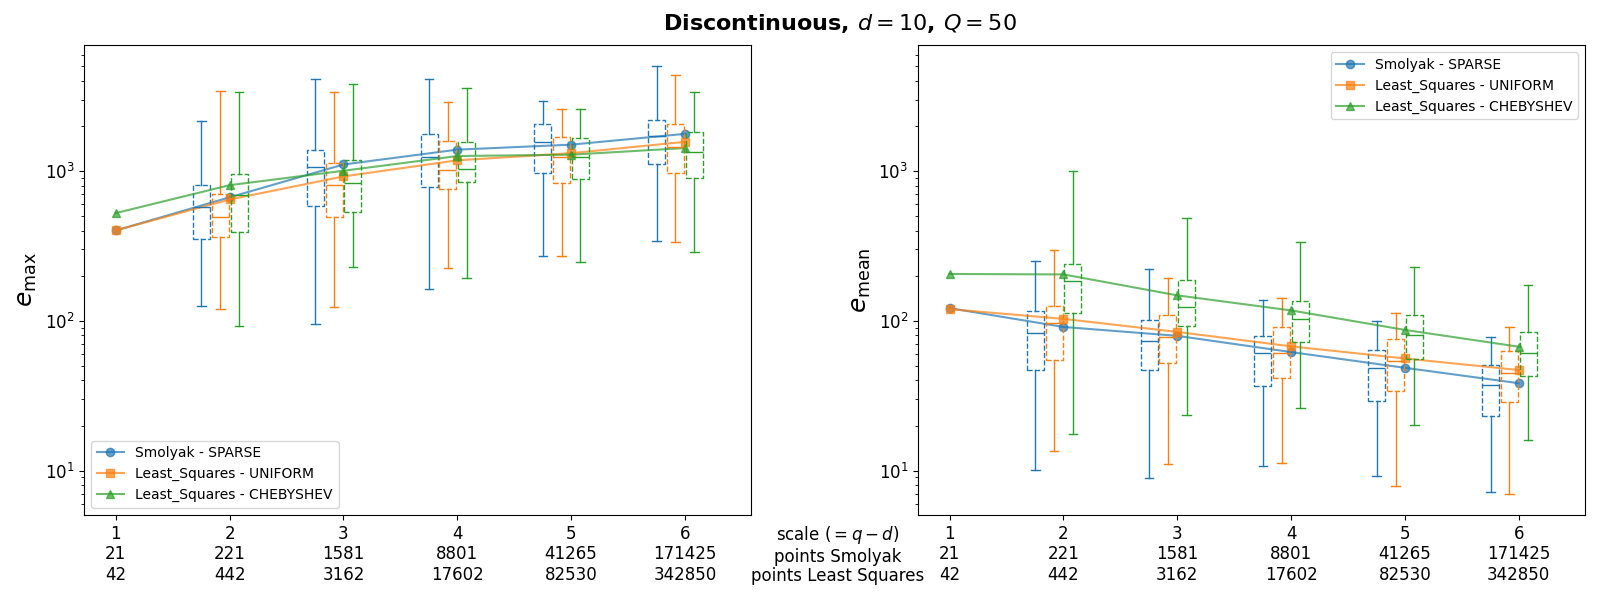 Discontinuous, d = 10, Q = 50
e_max
10^3
10^2
10^1
Smolyak - SPARSE
Least_Squares - UNIFORM
Least_Squares - CHEBYSHEV
1 2 3 4 5 6
21 221 1581 8801 41265 171425
42 442 3162 17602 82530 342850
scale (= q − d)
points Smolyak
points Least Squares
e_mean
10^3
10^2
10^1
Smolyak - SPARSE
Least_Squares - UNIFORM
Least_Squares - CHEBYSHEV
1 2 3 4 5 6
21 221 1581 8801 41265 171425
42 442 3162 17602 82530 342850